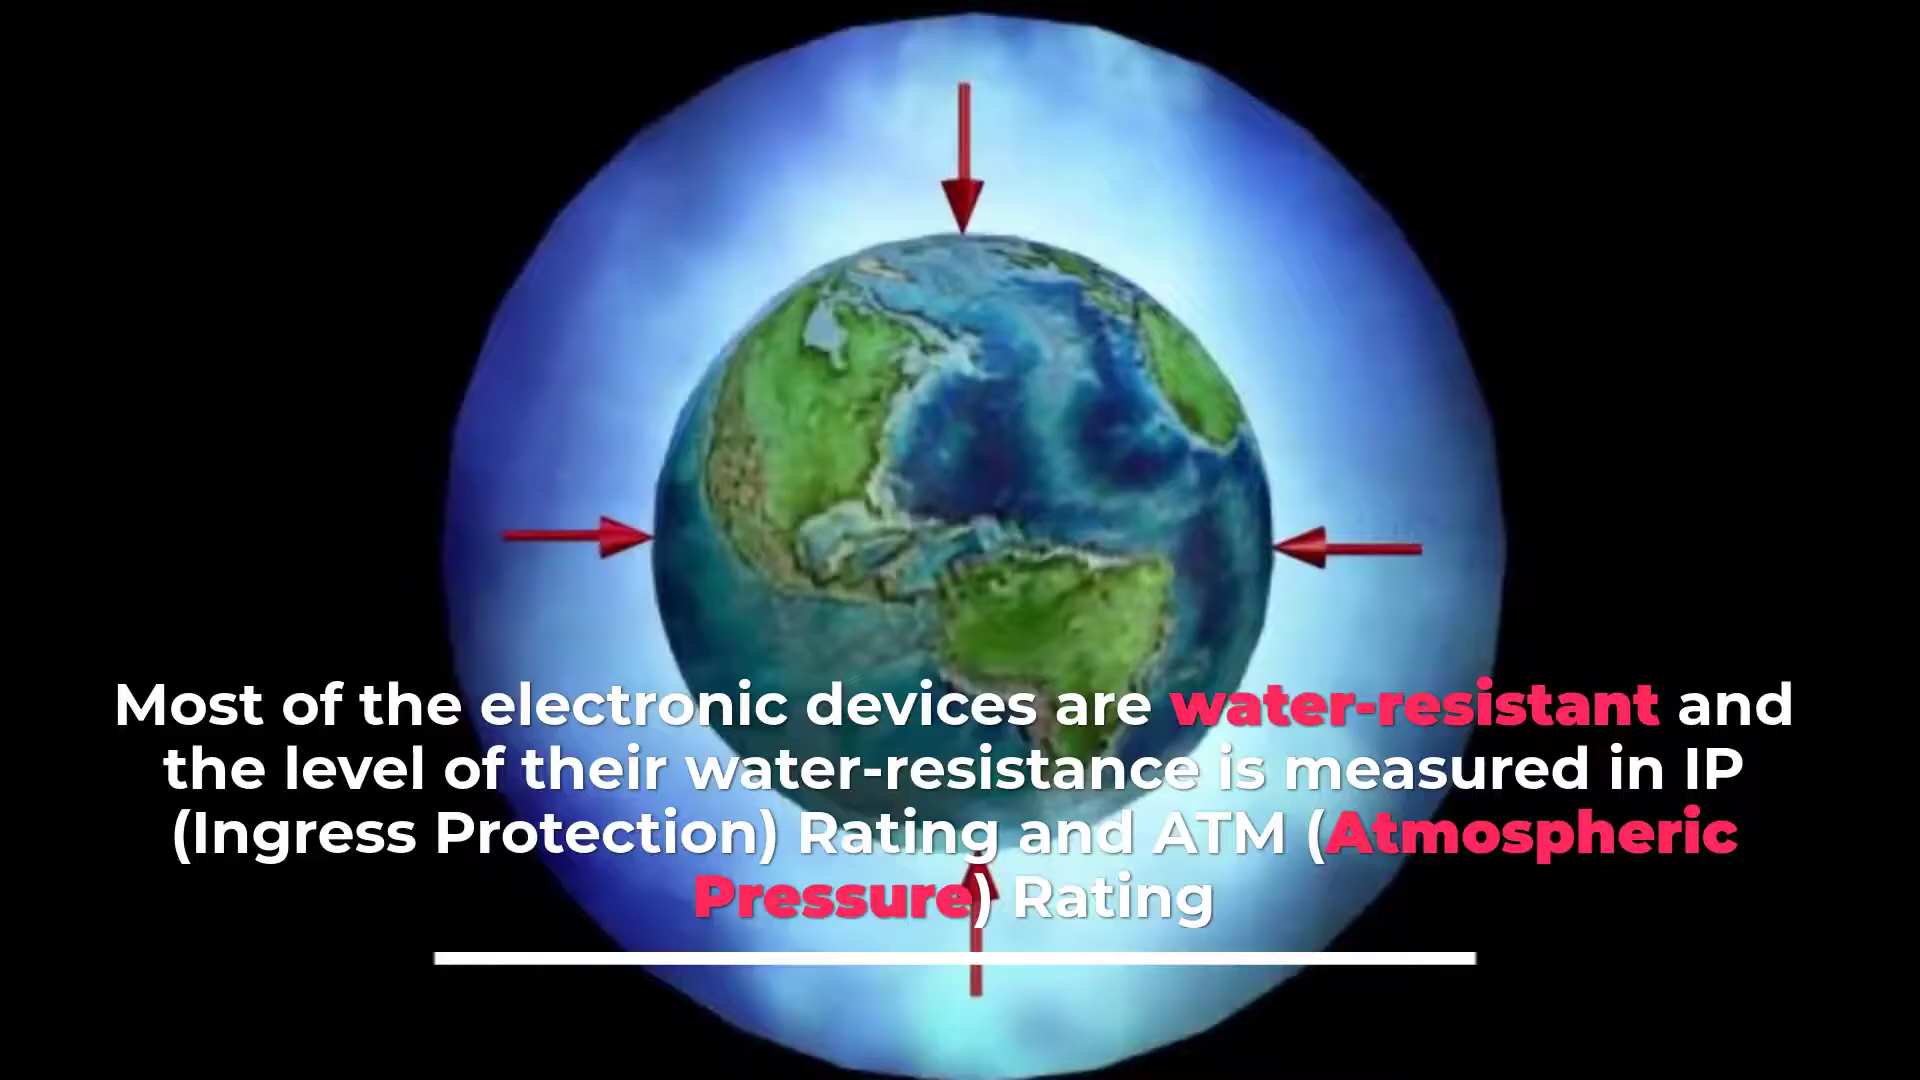 Most of the electronic devices are water-resistant and
the level of their water-resistance is measured in IP
(Ingress Protection) Rating and ATM (Atmospheric
Pressure) Rating